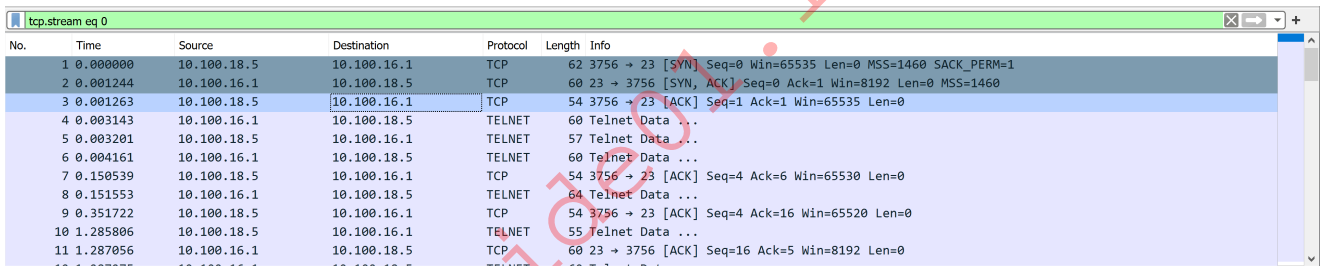 tcp.stream eq 0
No. Time Source Destination Protocol Length Info
1 0.000000 10.100.18.5 10.100.16.1 TCP 62 3756 → 23 [SYN] Seq=0 Win=65535 Len=0 MSS=1460 SACK_PERM=1
2 0.001244 10.100.16.1 10.100.18.5 TCP 60 23 → 3756 [SYN, ACK] Seq=0 Ack=1 Win=8192 Len=0 MSS=1460
3 0.001263 10.100.18.5 10.100.16.1 TCP 54 3756 → 23 [ACK] Seq=1 Ack=1 Win=65535 Len=0
4 0.003143 10.100.16.1 10.100.18.5 TELNET 60 Telnet Data ...
5 0.003201 10.100.18.5 10.100.16.1 TELNET 57 Telnet Data ...
6 0.004161 10.100.16.1 10.100.18.5 TELNET 60 Telnet Data ...
7 0.150539 10.100.18.5 10.100.16.1 TCP 54 3756 → 23 [ACK] Seq=4 Ack=6 Win=65530 Len=0
8 0.151553 10.100.16.1 10.100.18.5 TELNET 64 Telnet Data ...
9 0.351722 10.100.18.5 10.100.16.1 TCP 54 3756 → 23 [ACK] Seq=4 Ack=16 Win=65520 Len=0
10 1.285806 10.100.18.5 10.100.16.1 TELNET 55 Telnet Data ...
11 1.287056 10.100.16.1 10.100.18.5 TCP 60 23 → 3756 [ACK] Seq=16 Ack=5 Win=8192 Len=0